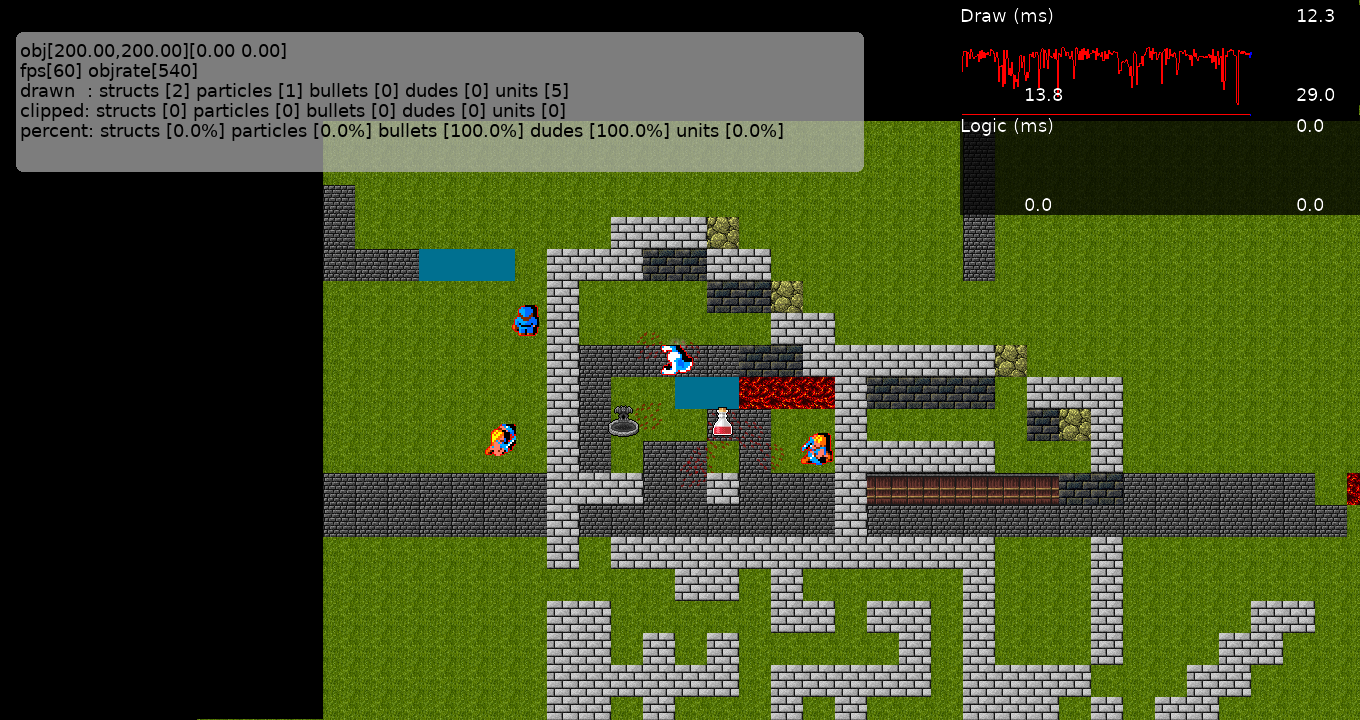 obj[200.00,200.00][0.00 0.00]
fps[60] objrate[540]
drawn  : structs [2] particles [1] bullets [0] dudes [0] units [5]
clipped: structs [0] particles [0] bullets [0] dudes [0] units [0]
percent: structs [0.0%] particles [0.0%] bullets [100.0%] dudes [100.0%] units [0.0%]
Draw (ms) 12.3
13.8 29.0
Logic (ms) 0.0
0.0 0.0